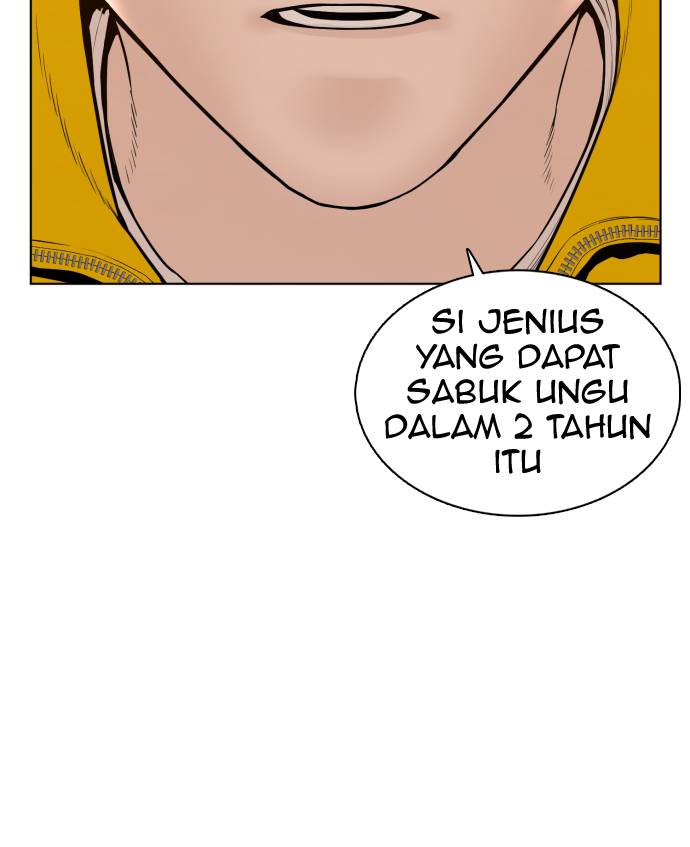 SI JENIUS
YANG DAPAT
SABUK UNGU
DALAM 2 TAHUN
ITU